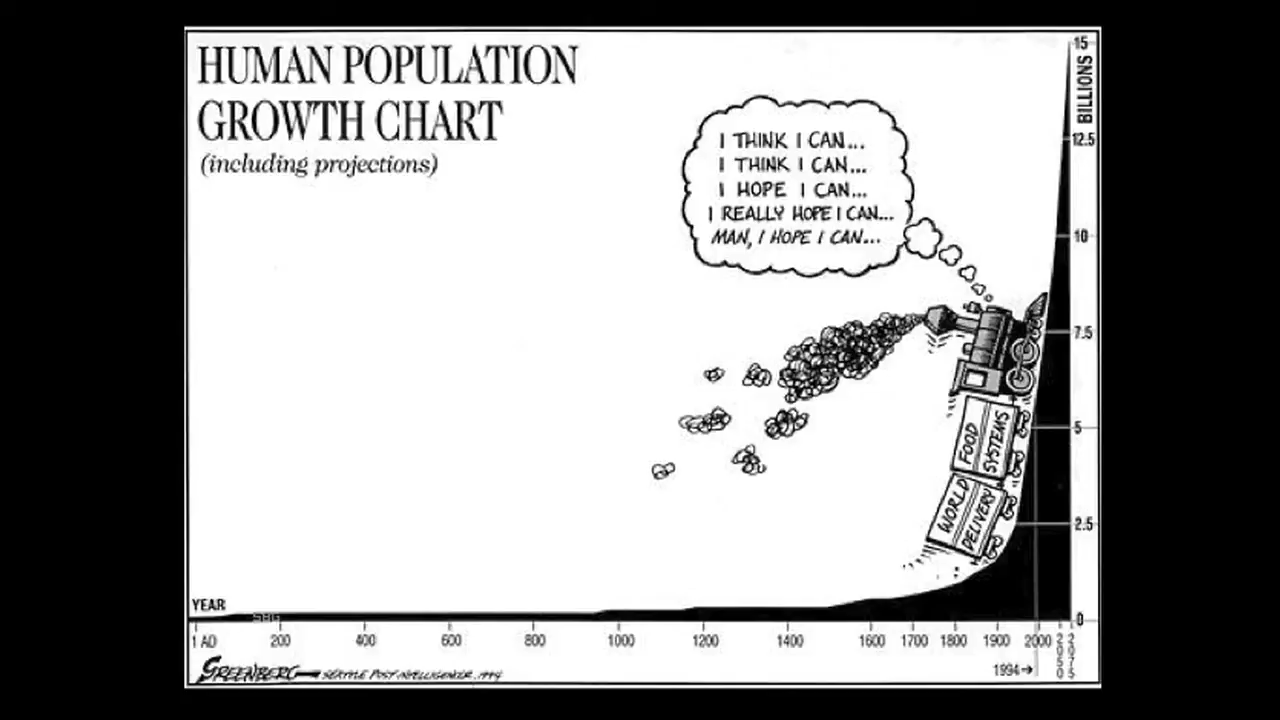 HUMAN POPULATION
GROWTH CHART
(including projections)
I THINK I CAN...
I THINK I CAN...
I HOPE I CAN...
I REALLY HOPE I CAN...
MAN, I HOPE I CAN...
15
BILLIONS
12.5
10
7.5
5
2.5
0
WORLD FOOD
DELIVERY SYSTEMS
YEAR
1 AD 200 400 600 800 1000 1200 1400 1600 1700 1800 1900 2000 2050 2075
1994→
GREENBERG SEATTLE POST-INTELLIGENCER, 1994